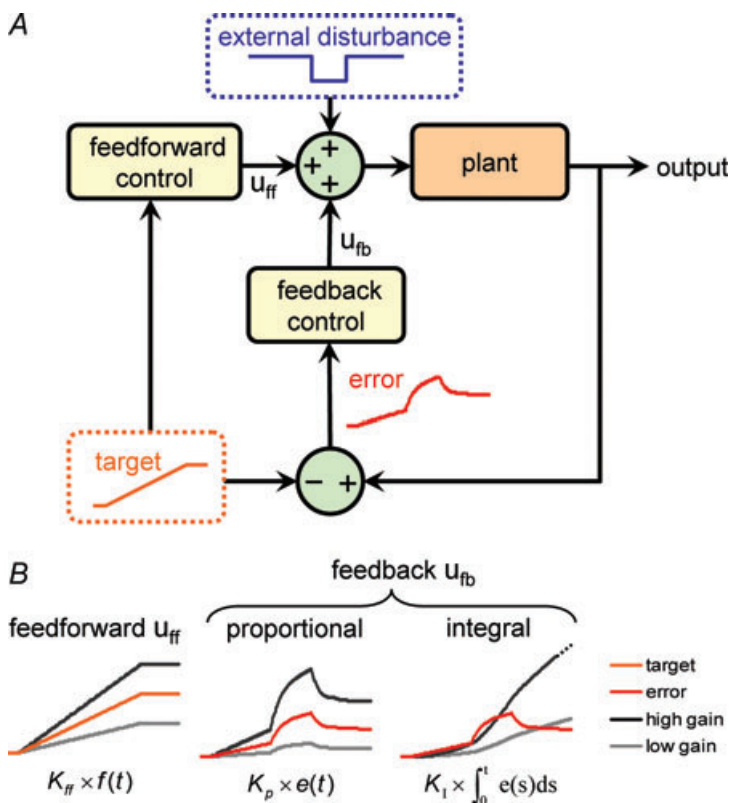 A
external disturbance
feedforward
control
u_ff
+
+
+
plant
output
u_fb
feedback
control
error
target
− +
B
feedback u_fb
feedforward u_ff
proportional
integral
target
error
high gain
low gain
K_ff × f(t)
K_p × e(t)
K_I × ∫_0^t e(s)ds